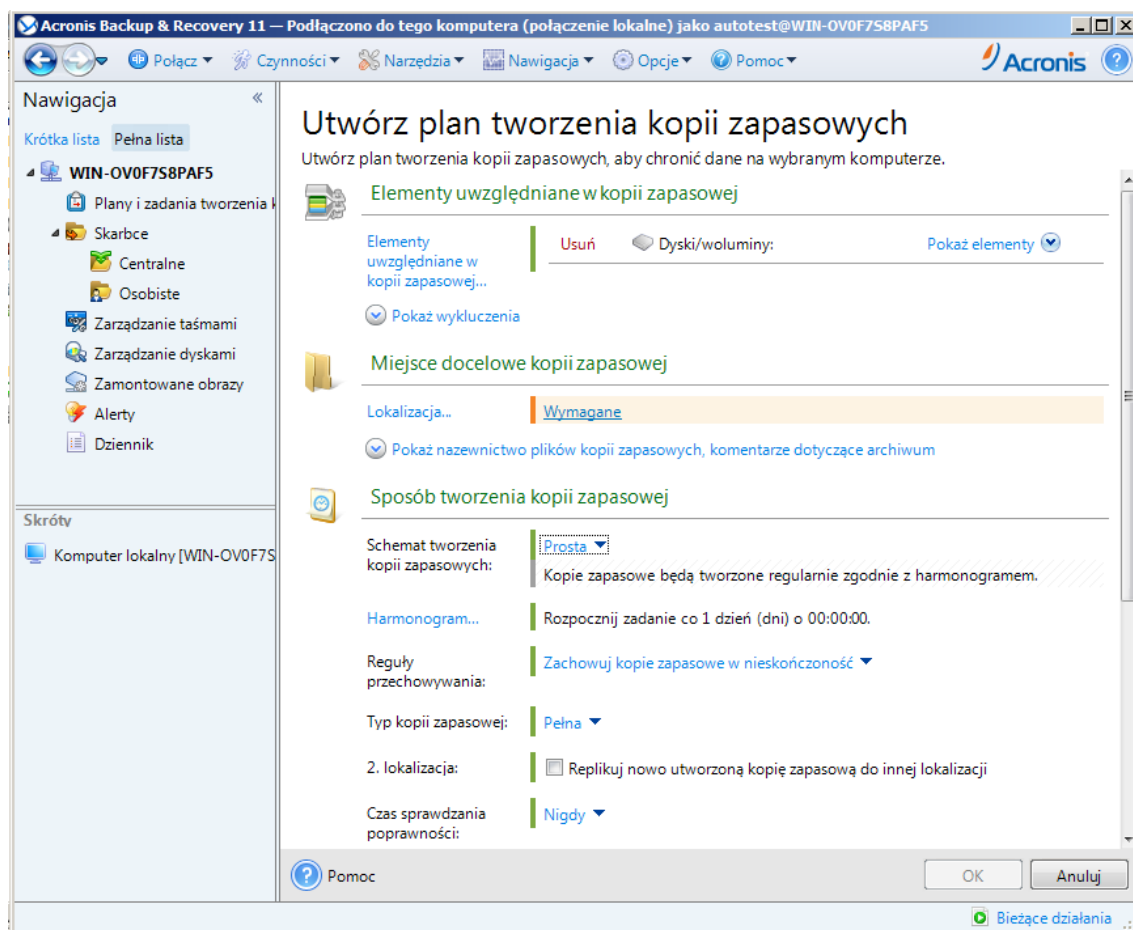 Acronis Backup & Recovery 11 — Podłączono do tego komputera (połączenie lokalne) jako autotest@WIN-OV0F7S8PAF5
Połącz
Czynności
Narzędzia
Nawigacja
Opcje
Pomoc
Acronis
Nawigacja
Krótka lista
Pełna lista
WIN-OV0F7S8PAF5
Plany i zadania tworzenia k
Skarbce
Centralne
Osobiste
Zarządzanie taśmami
Zarządzanie dyskami
Zamontowane obrazy
Alerty
Dziennik
Skróty
Komputer lokalny [WIN-OV0F7S
Utwórz plan tworzenia kopii zapasowych
Utwórz plan tworzenia kopii zapasowych, aby chronić dane na wybranym komputerze.
Elementy uwzględniane w kopii zapasowej
Elementy
uwzględniane w
kopii zapasowej...
Usuń
Dyski/woluminy:
Pokaż elementy
Pokaż wykluczenia
Miejsce docelowe kopii zapasowej
Lokalizacja...
Wymagane
Pokaż nazewnictwo plików kopii zapasowych, komentarze dotyczące archiwum
Sposób tworzenia kopii zapasowej
Schemat tworzenia
kopii zapasowych:
Prosta
Kopie zapasowe będą tworzone regularnie zgodnie z harmonogramem.
Harmonogram...
Rozpocznij zadanie co 1 dzień (dni) o 00:00:00.
Reguły
przechowywania:
Zachowuj kopie zapasowe w nieskończoność
Typ kopii zapasowej:
Pełna
2. lokalizacja:
Replikuj nowo utworzoną kopię zapasową do innej lokalizacji
Czas sprawdzania
poprawności:
Nigdy
Pomoc
OK
Anuluj
Bieżące działania